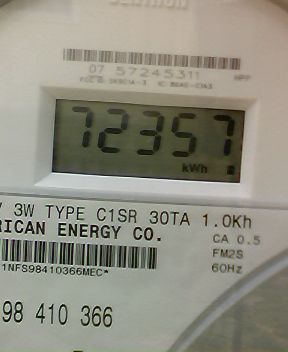 07 57245311 HPP
72357
kWh
V 3W TYPE C1SR 30TA 1.0Kh
RICAN ENERGY CO.
CA 0.5
FM2S
60Hz
1NFS98410366MEC*
98 410 366